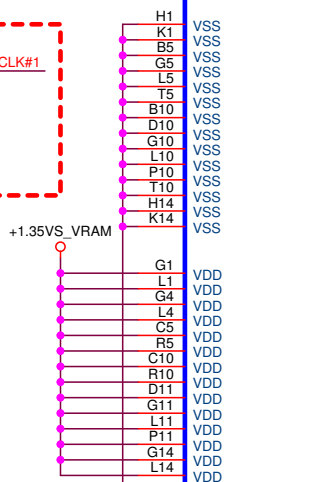 H1 VSS
CLK#1
K1 VSS
B5 VSS
G5 VSS
L5 VSS
T5 VSS
B10 VSS
D10 VSS
G10 VSS
L10 VSS
P10 VSS
T10 VSS
H14 VSS
K14 VSS
+1.35VS_VRAM
G1 VDD
L1 VDD
G4 VDD
L4 VDD
C5 VDD
R5 VDD
C10 VDD
R10 VDD
D11 VDD
G11 VDD
L11 VDD
P11 VDD
G14 VDD
L14 VDD